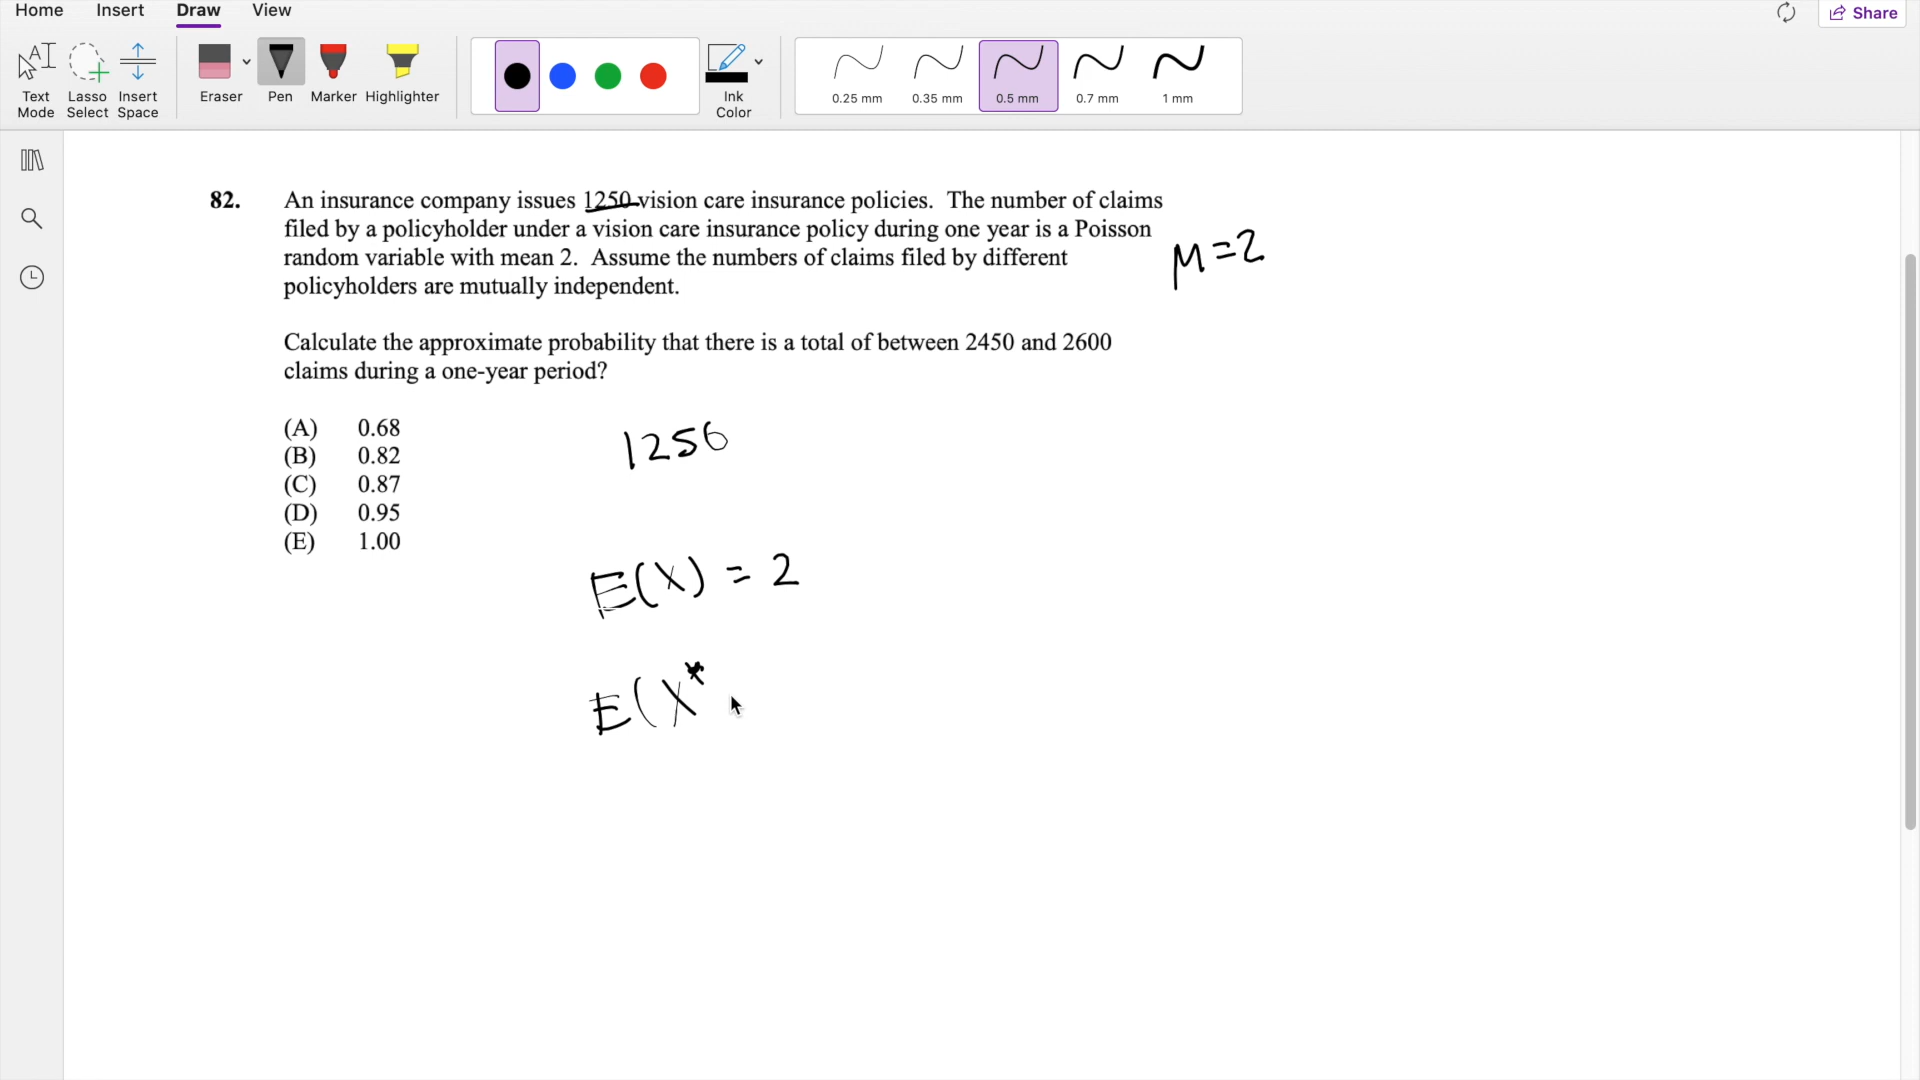 Home Insert Draw View
Share
Text Mode
Lasso Select
Insert Space
Eraser
Pen
Marker
Highlighter
Ink Color
0.25 mm
0.35 mm
0.5 mm
0.7 mm
1 mm
82. An insurance company issues 1250 vision care insurance policies. The number of claims
filed by a policyholder under a vision care insurance policy during one year is a Poisson
random variable with mean 2. Assume the numbers of claims filed by different
policyholders are mutually independent.
μ=2
Calculate the approximate probability that there is a total of between 2450 and 2600
claims during a one-year period?
(A) 0.68
(B) 0.82
(C) 0.87
(D) 0.95
(E) 1.00
1250
E(X) = 2
E(X*